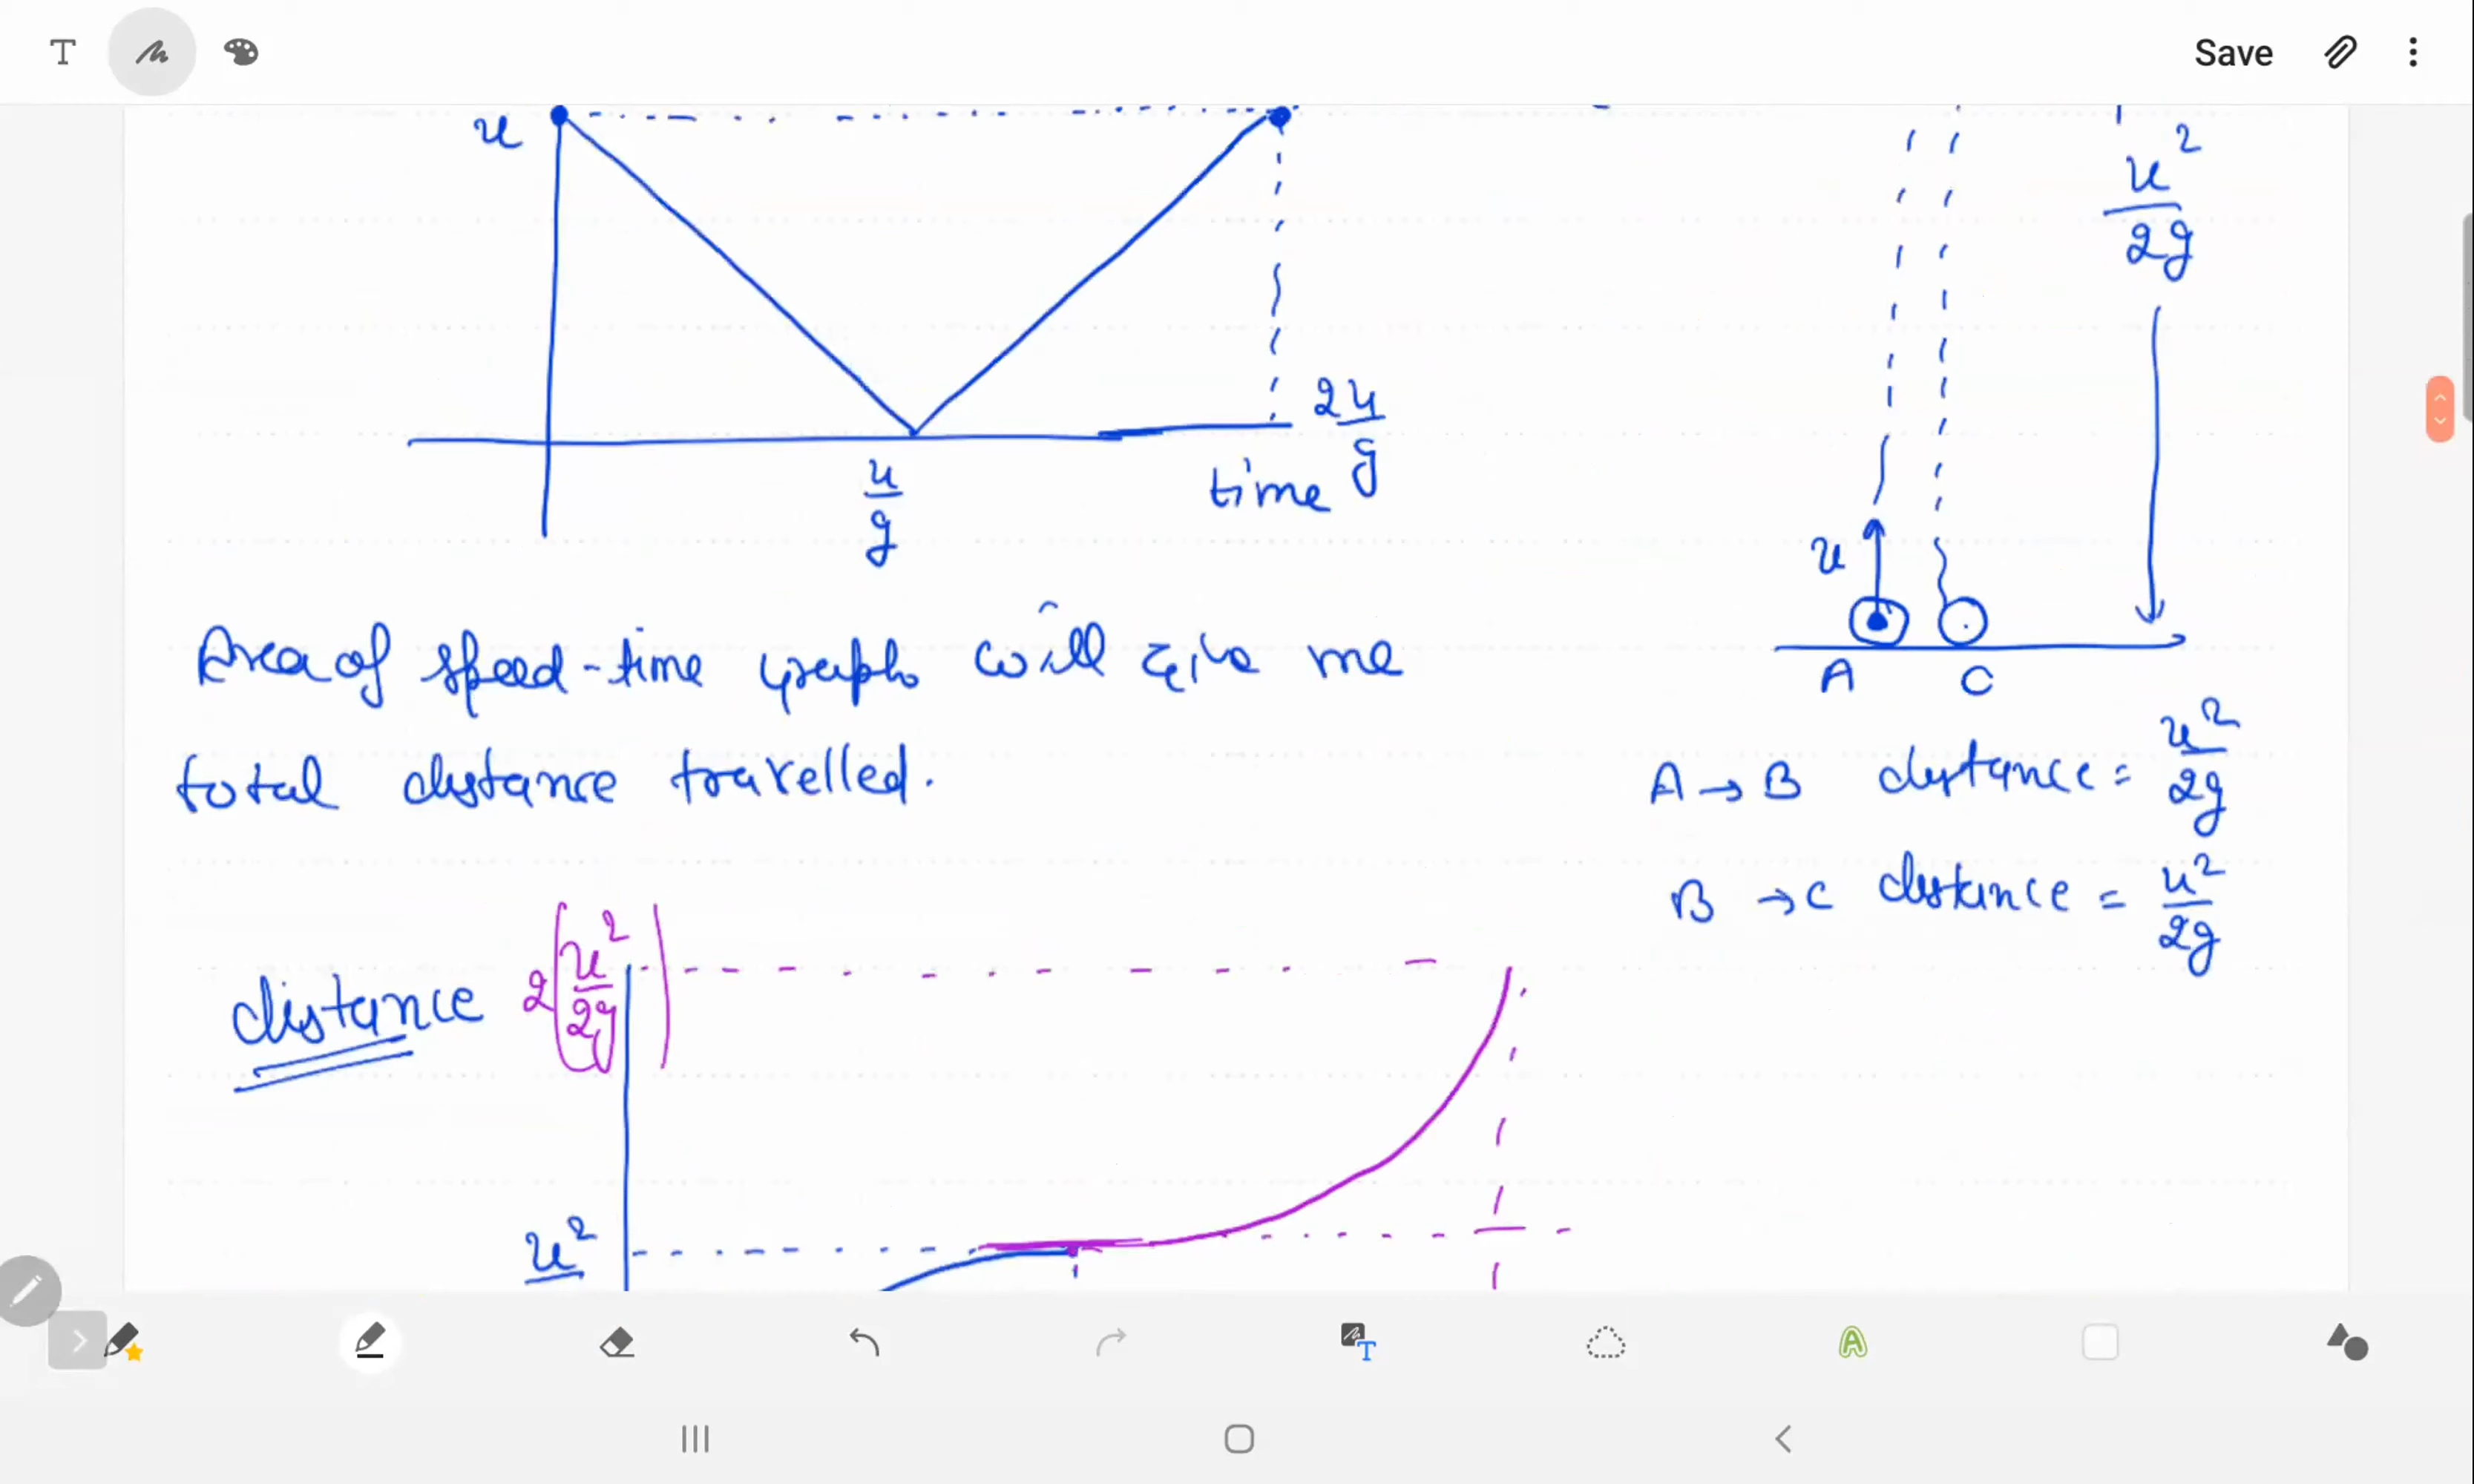 T
Save
u
u²
2g
2u
g
u
g
time
u
A C
Area of speed-time graph will give me
total distance travelled.
A → B distance = u²
2g
B → C distance = u²
2g
distance 2(u²
2g)
u²